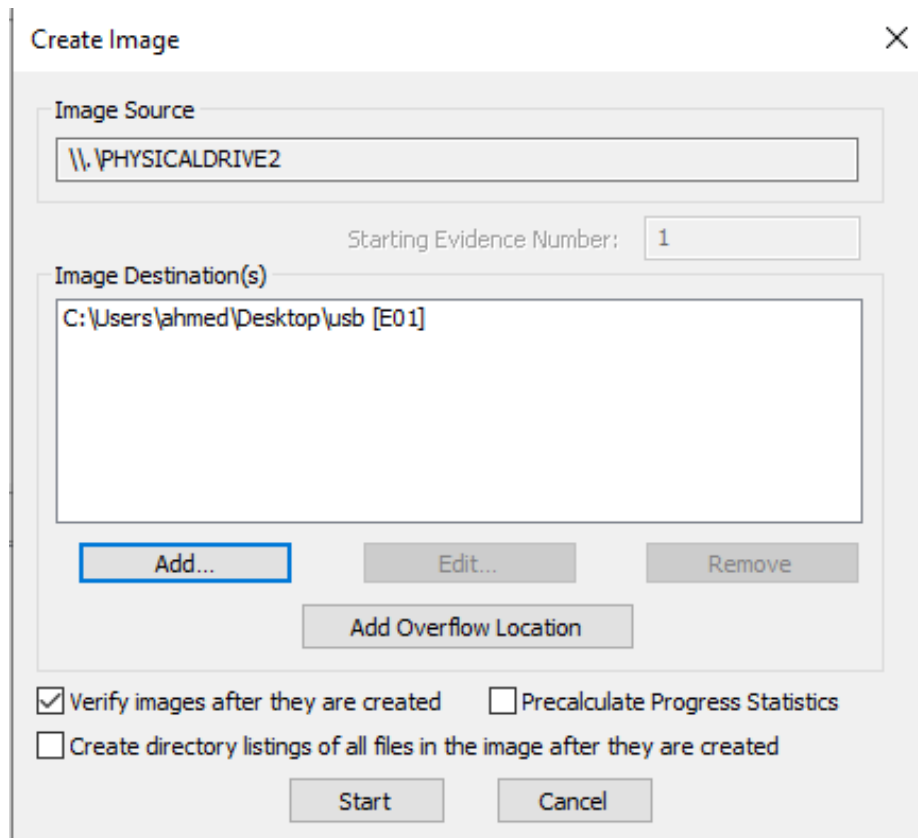 Create Image
Image Source
\\.\PHYSICALDRIVE2
Starting Evidence Number: 1
Image Destination(s)
C:\Users\ahmed\Desktop\usb [E01]
Add... Edit... Remove
Add Overflow Location
Verify images after they are created Precalculate Progress Statistics
Create directory listings of all files in the image after they are created
Start Cancel